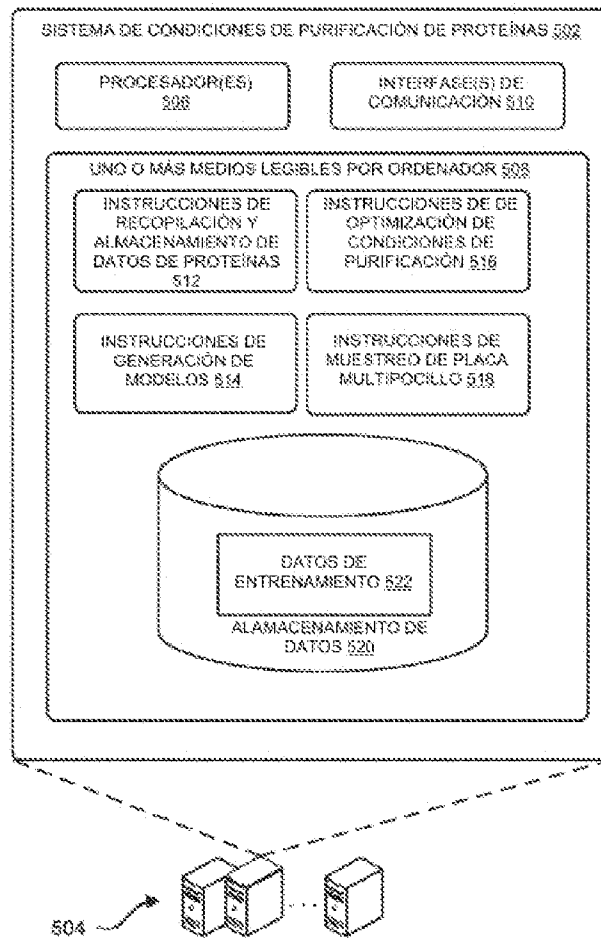 SISTEMA DE CONDICIONES DE PURIFICACIÓN DE PROTEÍNAS 502
PROCESADOR(ES)
506
INTERFASE(S) DE
COMUNICACIÓN 510
UNO O MÁS MEDIOS LEGIBLES POR ORDENADOR 508
INSTRUCCIONES DE
RECOPILACIÓN Y
ALMACENAMIENTO DE
DATOS DE PROTEÍNAS
512
INSTRUCCIONES DE DE
OPTIMIZACIÓN DE
CONDICIONES DE
PURIFICACIÓN 516
INSTRUCCIONES DE
GENERACIÓN DE
MODELOS 514
INSTRUCCIONES DE
MUESTREO DE PLACA
MULTIPOCILLO 518
DATOS DE
ENTRENAMIENTO 522
ALAMACENAMIENTO DE
DATOS 520
504